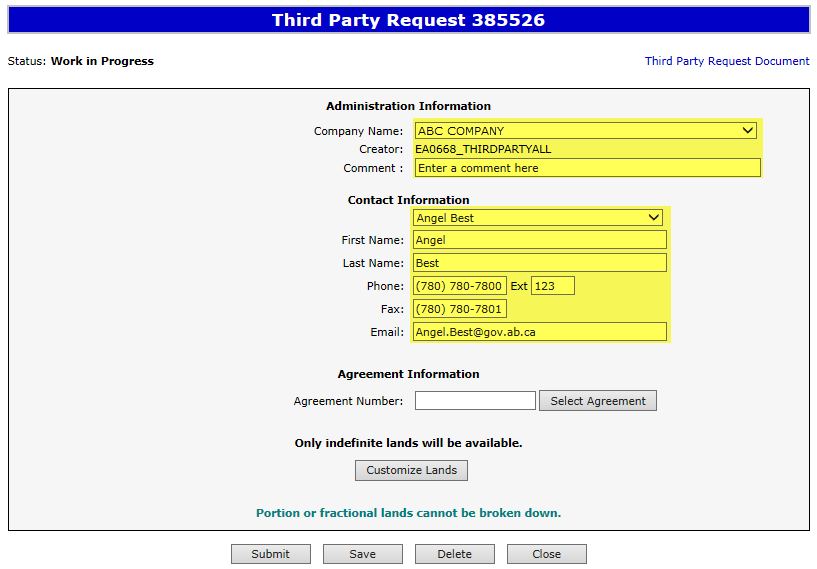 Third Party Request 385526
Status: Work in Progress Third Party Request Document
Administration Information
Company Name: ABC COMPANY
Creator: EA0668_THIRDPARTYALL
Comment : Enter a comment here
Contact Information
Angel Best
First Name: Angel
Last Name: Best
Phone: (780) 780-7800 Ext 123
Fax: (780) 780-7801
Email: Angel.Best@gov.ab.ca
Agreement Information
Agreement Number: Select Agreement
Only indefinite lands will be available.
Customize Lands
Portion or fractional lands cannot be broken down.
Submit Save Delete Close